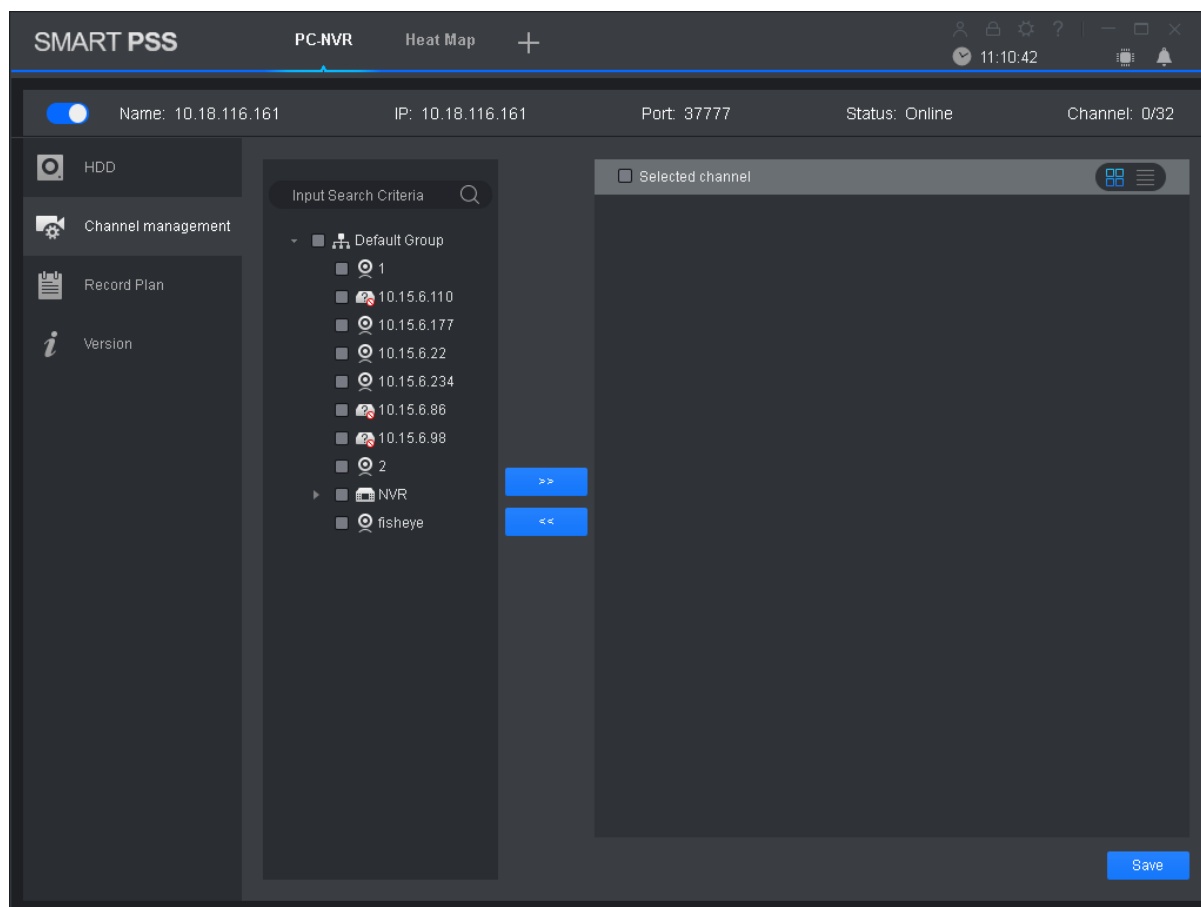 SMART PSS PC-NVR Heat Map
11:10:42
Name: 10.18.116.161 IP: 10.18.116.161 Port: 37777 Status: Online Channel: 0/32
HDD
Channel management
Record Plan
Version
Input Search Criteria
Default Group
1
10.15.6.110
10.15.6.177
10.15.6.22
10.15.6.234
10.15.6.86
10.15.6.98
2
NVR
fisheye
>>
<<
Selected channel
Save